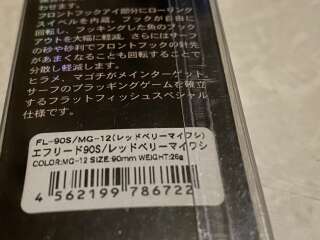 わせます。
フロントフックアイ部分にローリング
スイベルを内蔵。フックが自由に
回転し、フッキングした魚のフック
アウトを大幅に軽減。さらにはサーフ
での砂や砂利でフロントフックの針先
があまくなることも回転することで、
分散し軽減します。
ヒラメ、マゴチがメインターゲット。
サーフのプラッキングゲームを確立
するフラットフィッシュスペシャル
仕様です。
FL-90S/MG-12(レッドベリーマイワシ)
エフリード90S/レッドベリーマイワシ
COLOR:MG-12 SIZE:90mm WEIGHT:26g
4 562199 786722